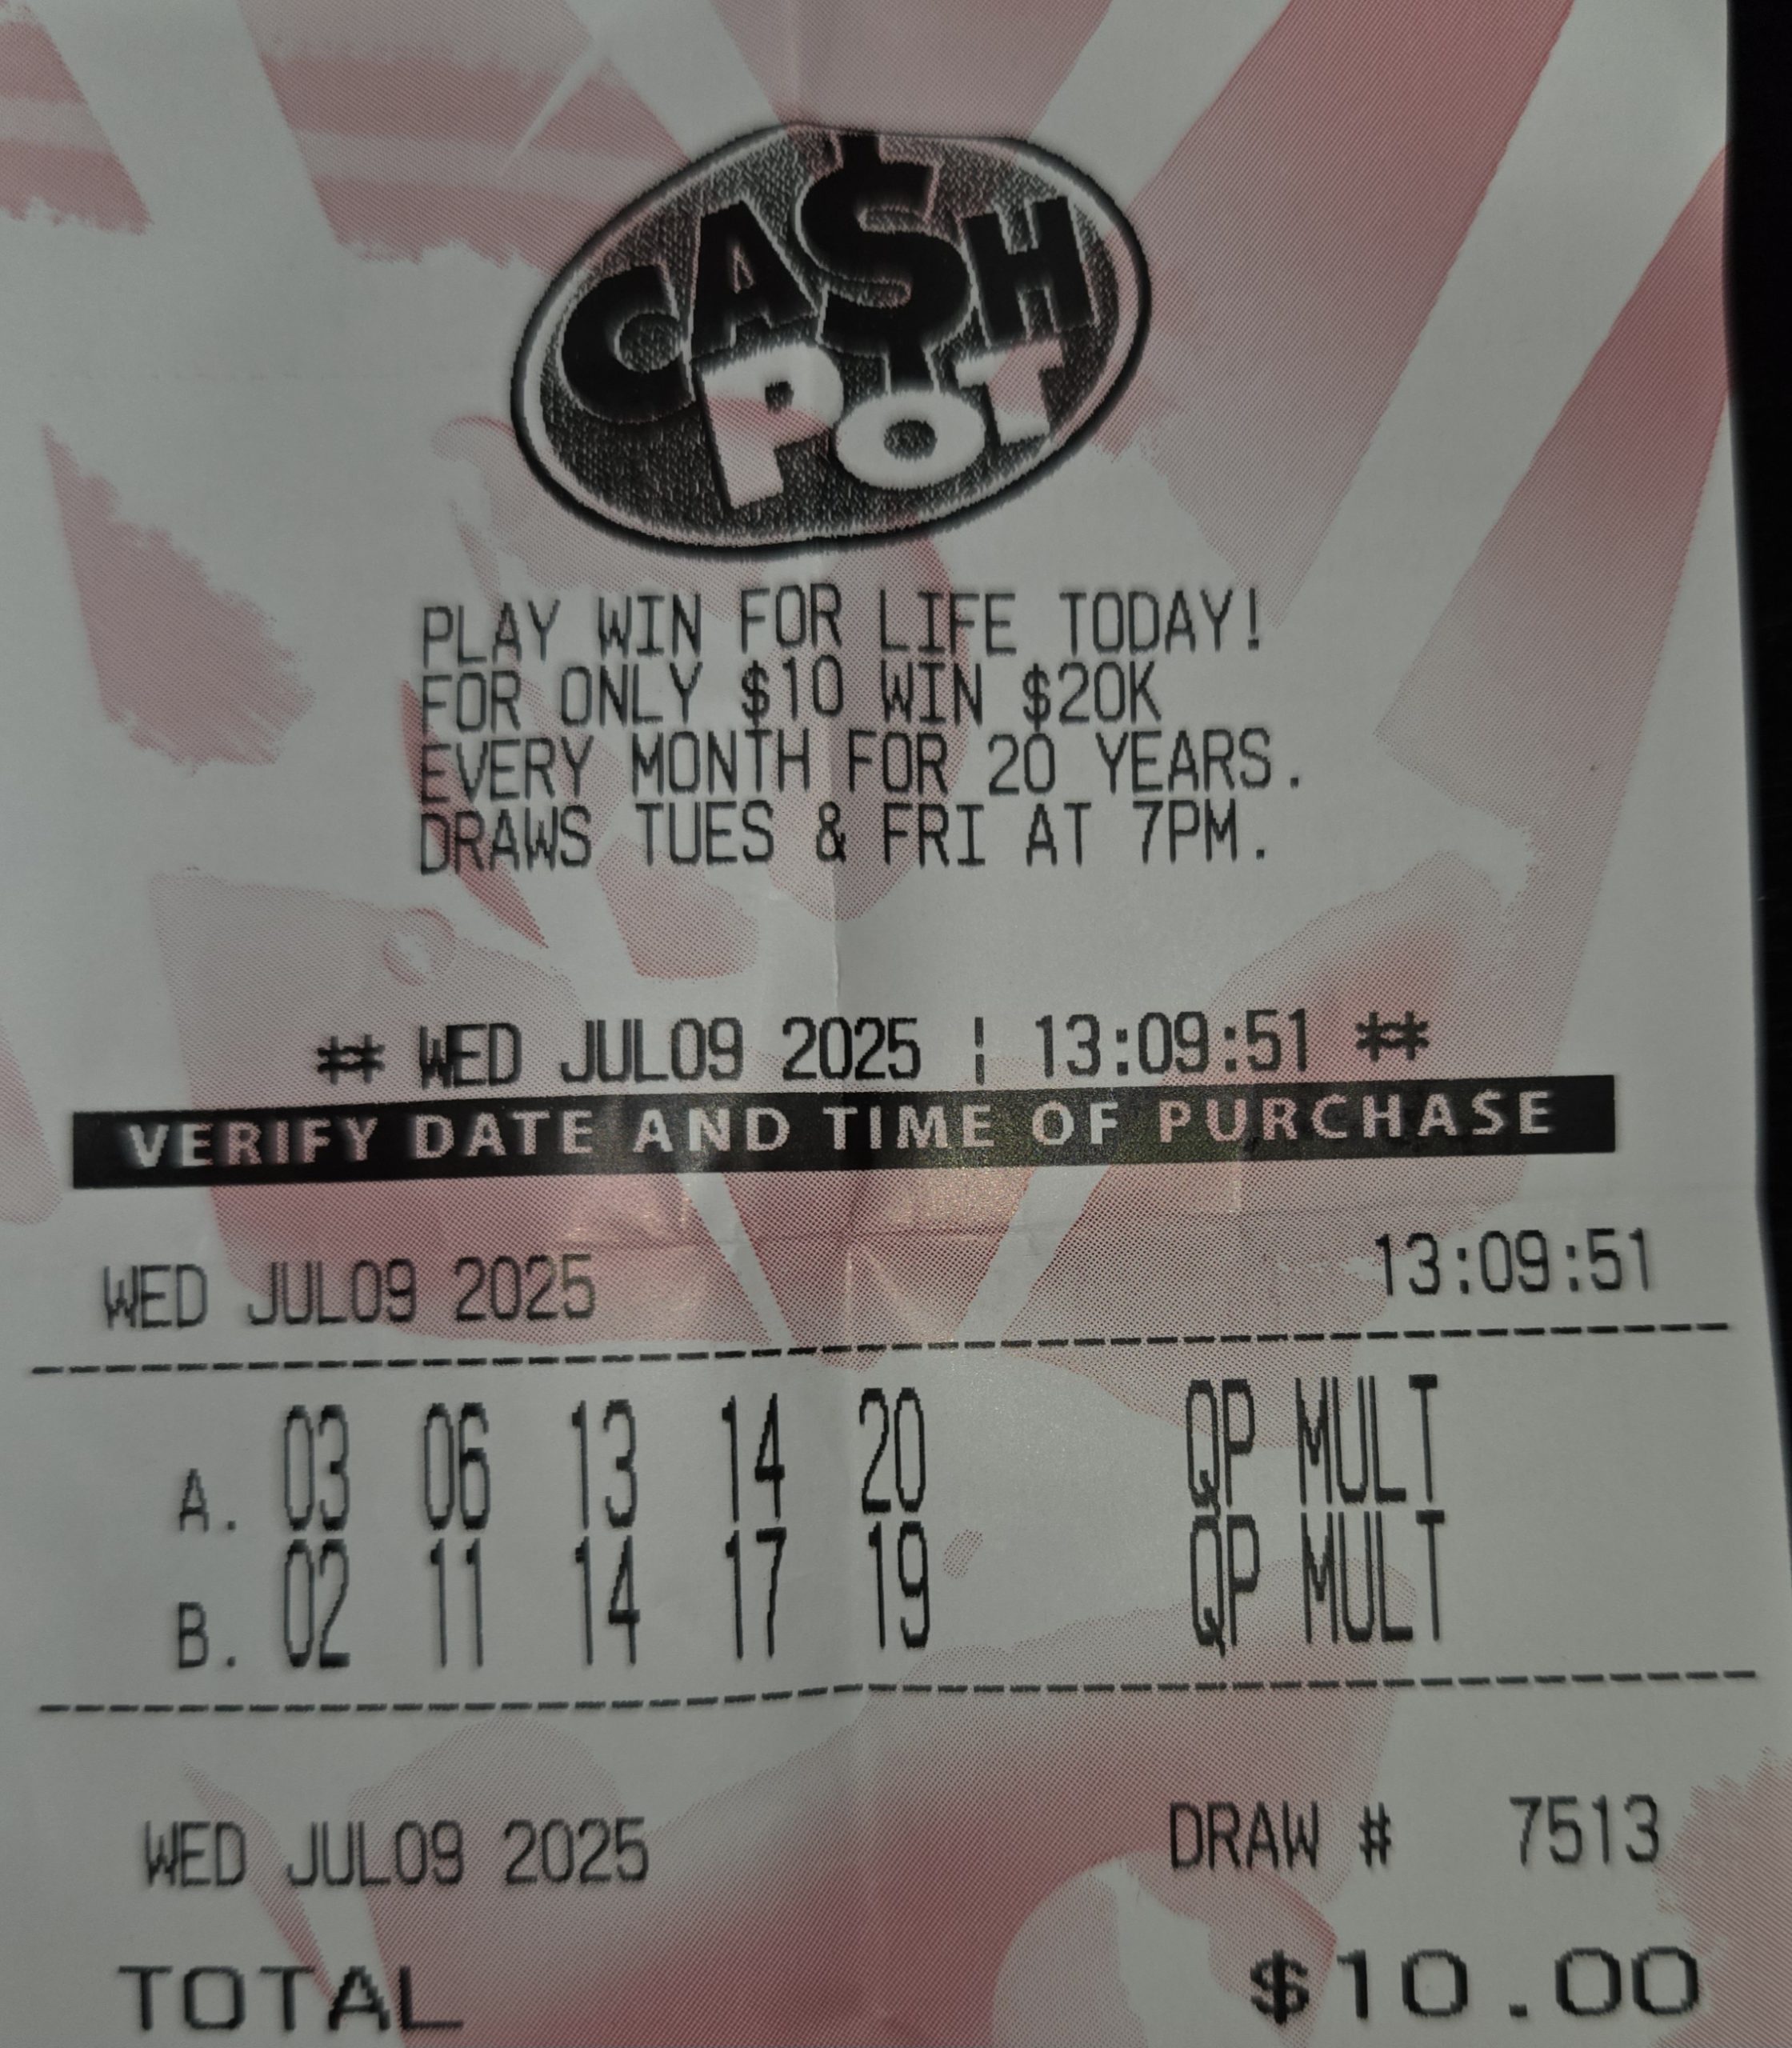 CA$H
POT
PLAY WIN FOR LIFE TODAY!
FOR ONLY $10 WIN $20K
EVERY MONTH FOR 20 YEARS.
DRAWS TUES & FRI AT 7PM.
** WED JUL09 2025 ¦ 13:09:51 **
VERIFY DATE AND TIME OF PURCHASE
WED JUL09 2025 13:09:51
A. 03 06 13 14 20 QP MULT
B. 02 11 14 17 19 QP MULT
WED JUL09 2025 DRAW # 7513
TOTAL $10.00